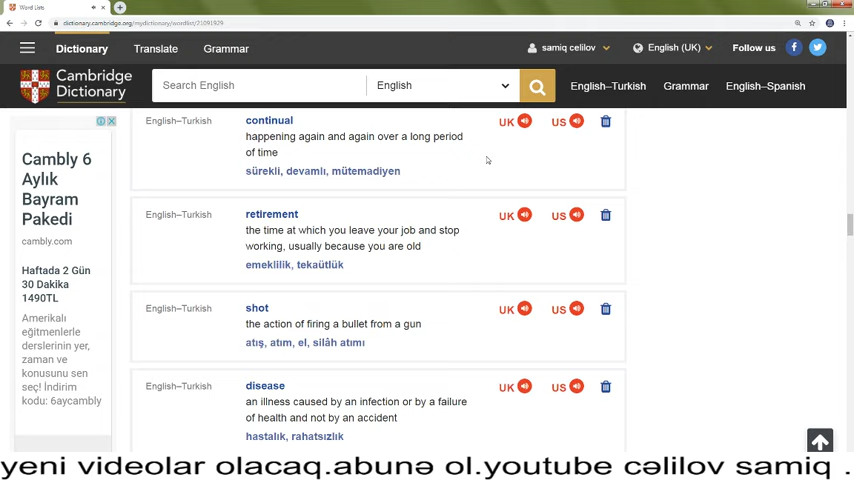 Word Lists
dictionary.cambridge.org/mydictionary/wordlist/21091929
Dictionary Translate Grammar samiq celilov English (UK) Follow us
Cambridge Dictionary
Search English English English–Turkish Grammar English–Spanish
Cambly 6
Aylık
Bayram
Pakedi
cambly.com
Haftada 2 Gün
30 Dakika
1490TL
Amerikalı
eğitmenlerle
derslerinin yer,
zaman ve
konusunu sen
seç! İndirim
kodu: 6aycambly
English–Turkish continual UK US
happening again and again over a long period
of time
sürekli, devamlı, mütemadiyen
English–Turkish retirement UK US
the time at which you leave your job and stop
working, usually because you are old
emeklilik, tekaütlük
English–Turkish shot UK US
the action of firing a bullet from a gun
atış, atım, el, silâh atımı
English–Turkish disease UK US
an illness caused by an infection or by a failure
of health and not by an accident
hastalık, rahatsızlık
yeni videolar olacaq.abunə ol.youtube cəlilov samiq .